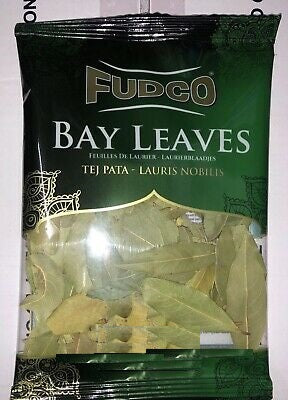 FUDCO
BAY LEAVES
FEUILLES DE LAURIER - LAURIERBLAADJES
TEJ PATA - LAURIS NOBILIS